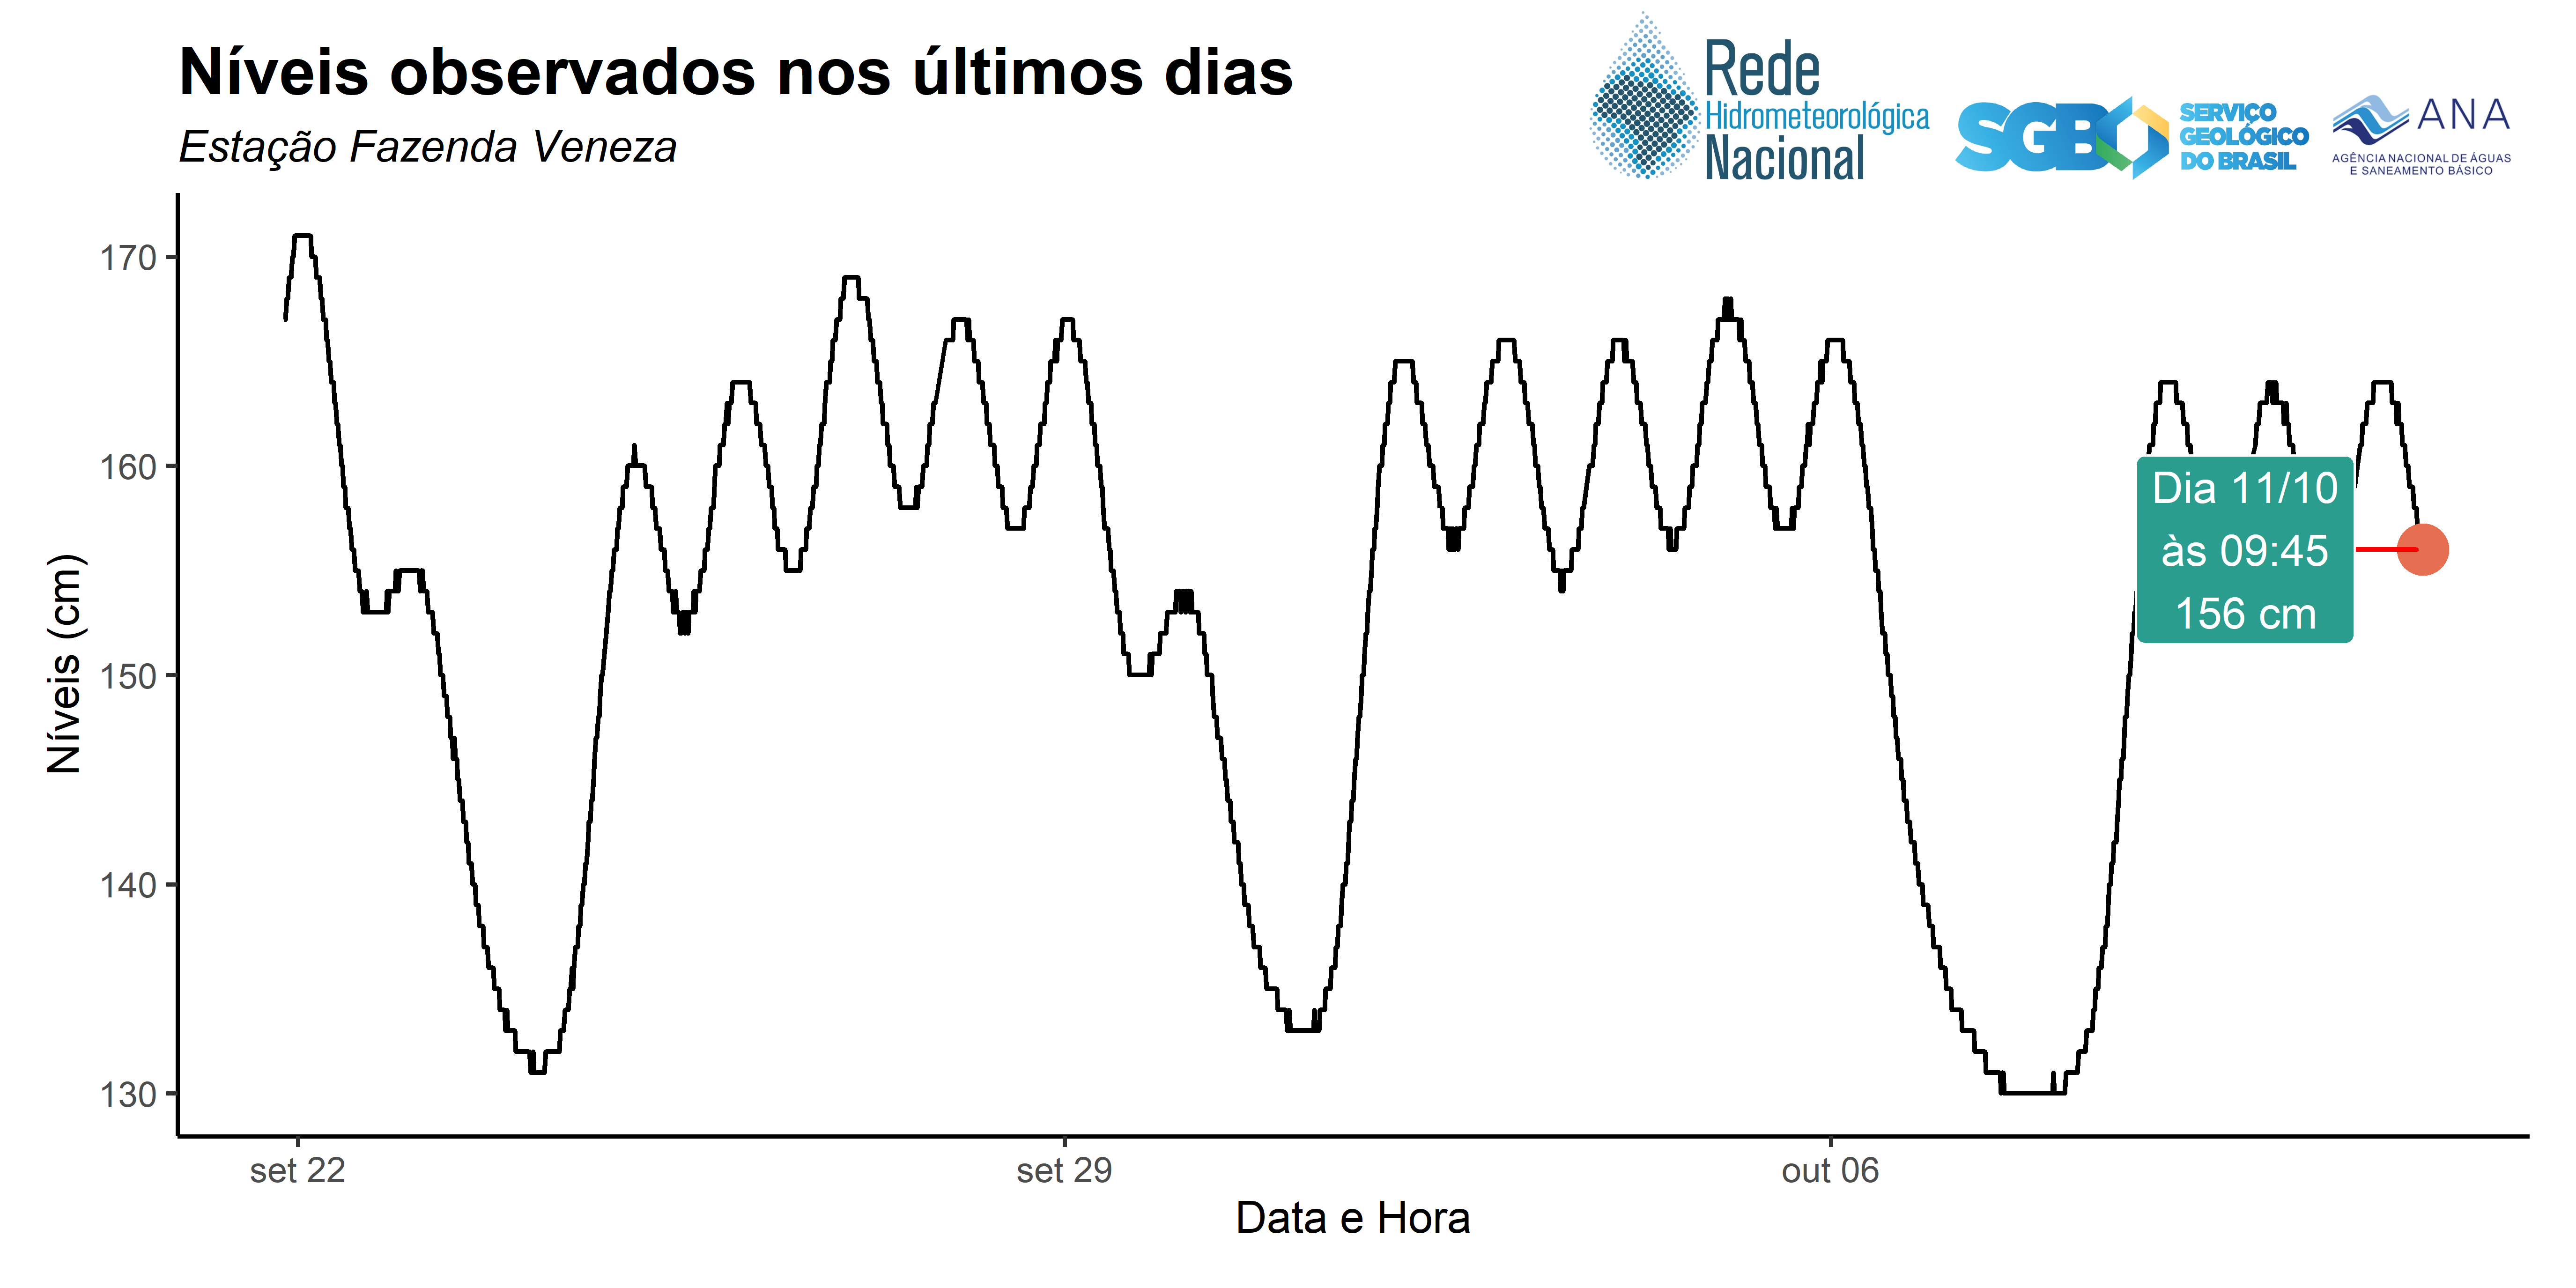 Níveis observados nos últimos dias
Estação Fazenda Veneza
Rede
Hidrometeorológica
Nacional
SGB
SERVIÇO
GEOLÓGICO
DO BRASIL
ANA
AGÊNCIA NACIONAL DE ÁGUAS
E SANEAMENTO BÁSICO
Níveis (cm)
170
160
150
140
130
Dia 11/10
às 09:45
156 cm
set 22
set 29
out 06
Data e Hora